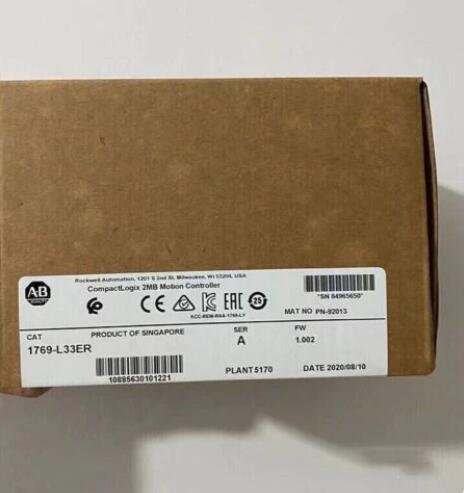 Rockwell Automation, 1201 S 2nd St, Milwaukee, WI 53204, USA
CompactLogix 2MB Motion Controller
AB
CE
EAC
25
*SN 84965650*
KCC-REM-RAA-1769-LY
MAT NO PN-92013
CAT
PRODUCT OF SINGAPORE
SER
FW
1769-L33ER
A
1.002
10885630101221
PLANT 5170
DATE 2020/08/10